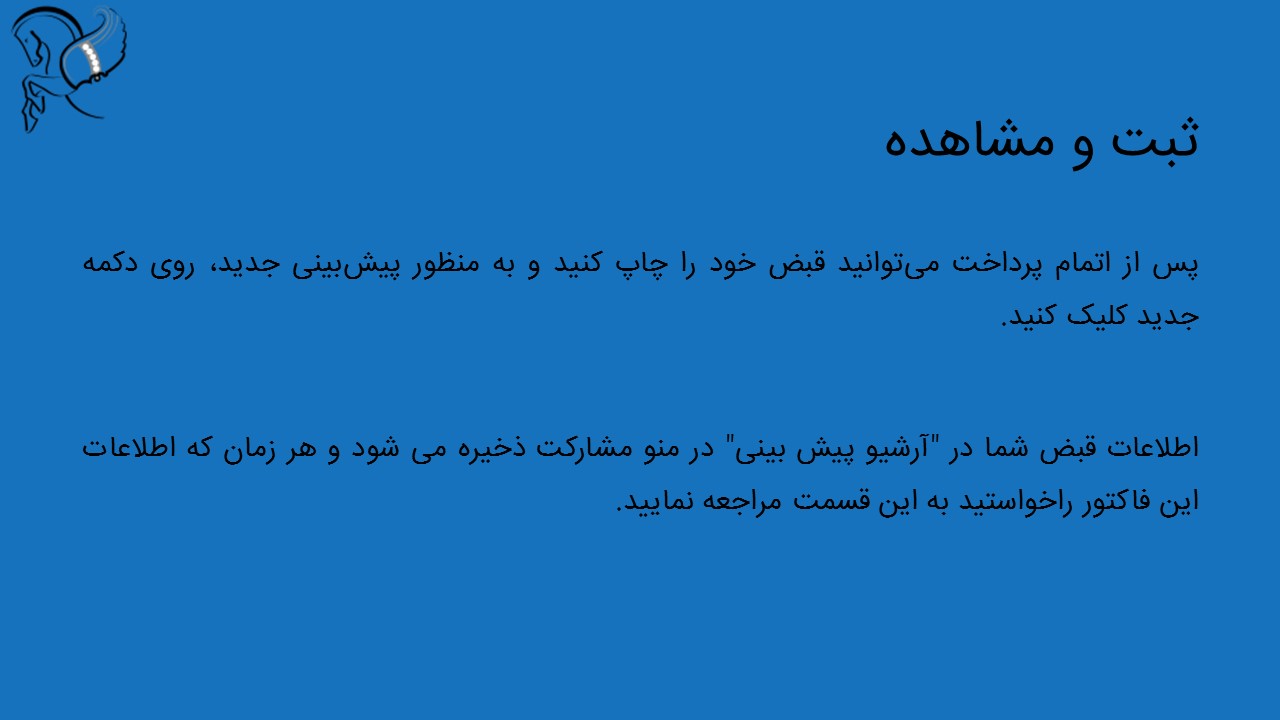 ثبت و مشاهده
پس از اتمام پرداخت می‌توانید قبض خود را چاپ کنید و به منظور پیش‌بینی جدید، روی دکمه
جدید کلیک کنید.
اطلاعات قبض شما در "آرشیو پیش بینی" در منو مشارکت ذخیره می شود و هر زمان که اطلاعات
این فاکتور راخواستید به این قسمت مراجعه نمایید.